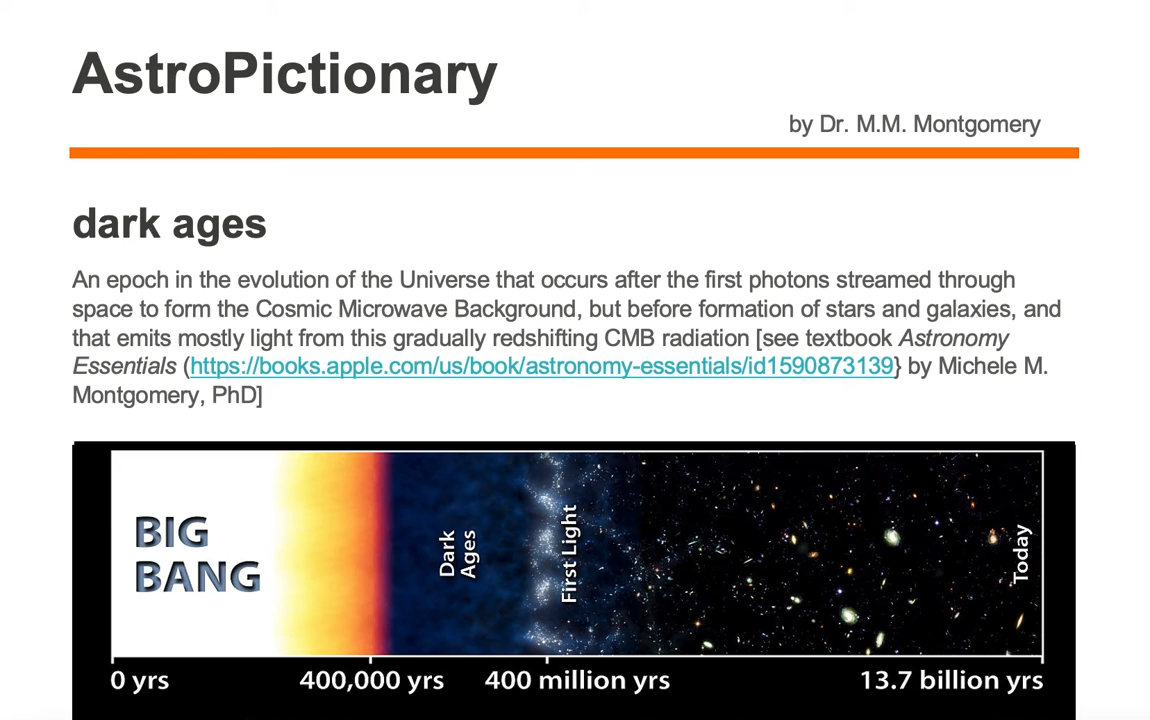 AstroPictionary
by Dr. M.M. Montgomery
dark ages
An epoch in the evolution of the Universe that occurs after the first photons streamed through
space to form the Cosmic Microwave Background, but before formation of stars and galaxies, and
that emits mostly light from this gradually redshifting CMB radiation [see textbook Astronomy
Essentials (https://books.apple.com/us/book/astronomy-essentials/id1590873139} by Michele M.
Montgomery, PhD]
BIG
BANG
Dark
Ages
First Light
Today
0 yrs
400,000 yrs
400 million yrs
13.7 billion yrs